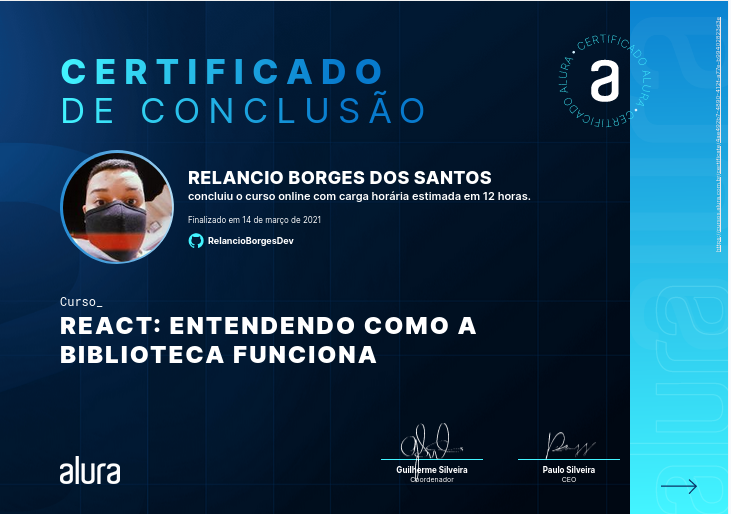 CERTIFICADO
DE CONCLUSÃO
CERTIFICADO ALURA • CERTIFICADO ALURA •
a
RELANCIO BORGES DOS SANTOS
concluiu o curso online com carga horária estimada em 12 horas.
Finalizado em 14 de março de 2021
RelancioBorgesDev
Curso_
REACT: ENTENDENDO COMO A
BIBLIOTECA FUNCIONA
alura
Guilherme Silveira
Coordenador
Paulo Silveira
CEO
alura